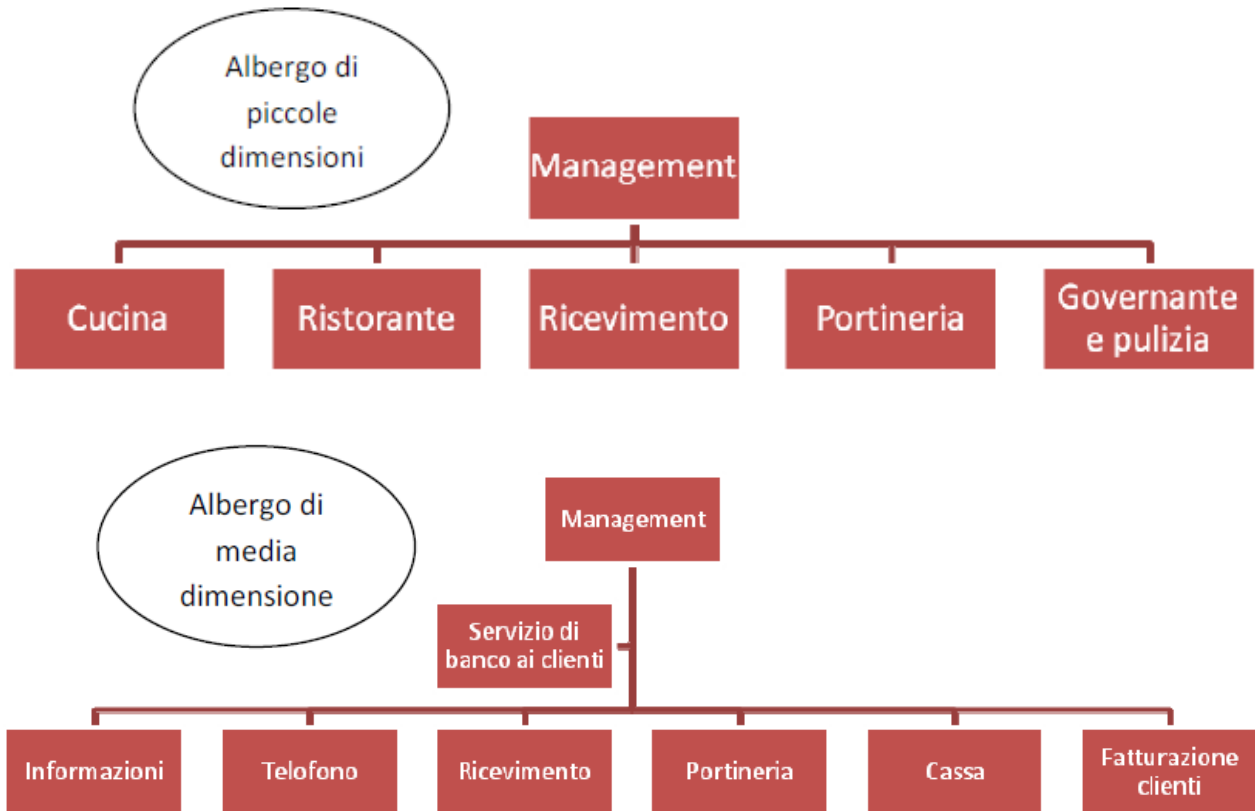 Albergo di
piccole
dimensioni
Management
Cucina
Ristorante
Ricevimento
Portineria
Governante
e pulizia
Albergo di
media
dimensione
Management
Servizio di
banco ai clienti
Informazioni
Telofono
Ricevimento
Portineria
Cassa
Fatturazione
clienti